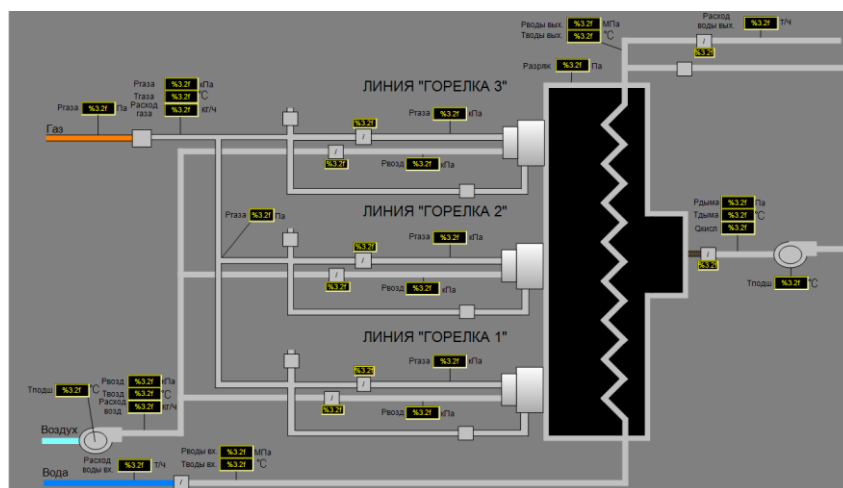 Рводы вых. %3.2f МПа
Тводы вых. %3.2f °C
Расход
воды вых. %3.2f т/ч
%3.2f
Разряж %3.2f Па
Ргаза %3.2f кПа
Тгаза %3.2f °C
Расход
газа %3.2f кг/ч
Ргаза %3.2f Па
Газ
ЛИНИЯ "ГОРЕЛКА 3"
Ргаза %3.2f кПа
%3.2f
%3.2f
Рвозд %3.2f кПа
ЛИНИЯ "ГОРЕЛКА 2"
Ргаза %3.2f Па
Ргаза %3.2f кПа
%3.2f
%3.2f
Рвозд %3.2f кПа
Рдыма %3.2f Па
Тдыма %3.2f °C
Qкисл %3.2f
%3.2f
Тподш %3.2f °C
ЛИНИЯ "ГОРЕЛКА 1"
Ргаза %3.2f кПа
%3.2f
%3.2f
Рвозд %3.2f кПа
Тподш %3.2f °C
Рвозд %3.2f кПа
Твозд %3.2f °C
Расход
возд %3.2f кг/ч
Воздух
Расход
воды вх. %3.2f т/ч
Рводы вх. %3.2f МПа
Тводы вх. %3.2f °C
Вода